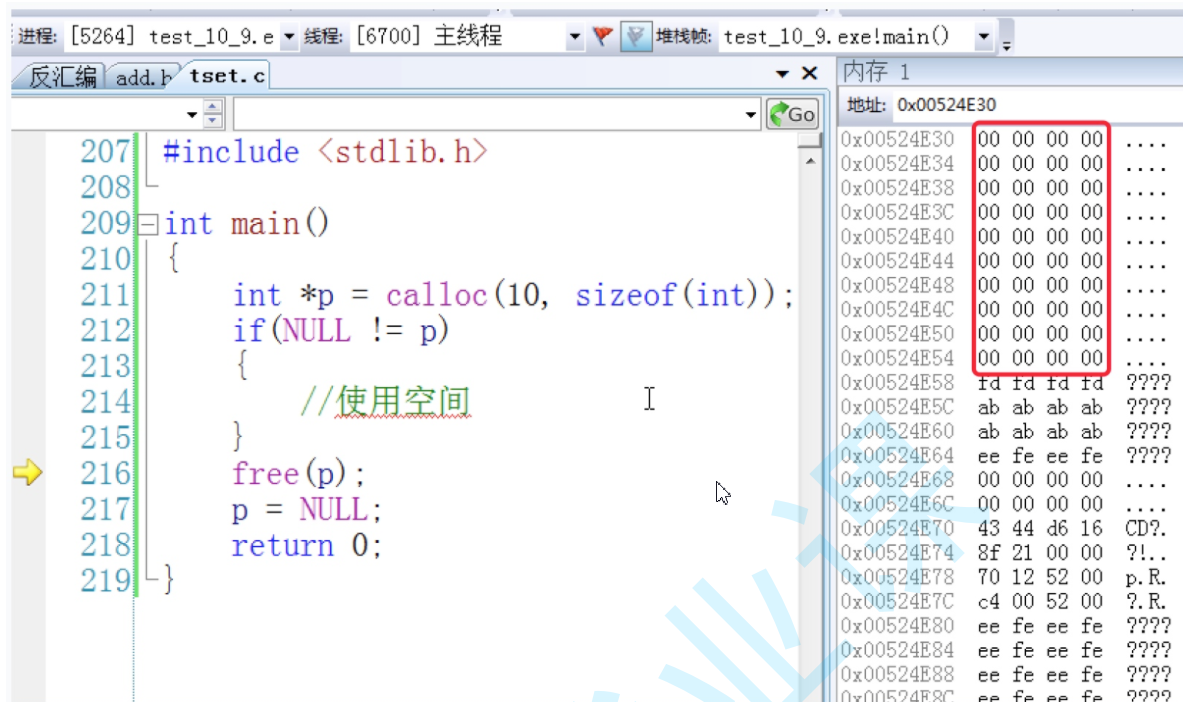 进程: [5264] test_10_9.e 线程: [6700] 主线程 堆栈帧: test_10_9.exe!main()
反汇编 add.h tset.c
Go
207 #include <stdlib.h>
208
209 int main()
210 {
211 int *p = calloc(10, sizeof(int));
212 if(NULL != p)
213 {
214 //使用空间
215 }
216 free(p);
217 p = NULL;
218 return 0;
219 }
内存 1
地址: 0x00524E30
0x00524E30 00 00 00 00 ....
0x00524E34 00 00 00 00 ....
0x00524E38 00 00 00 00 ....
0x00524E3C 00 00 00 00 ....
0x00524E40 00 00 00 00 ....
0x00524E44 00 00 00 00 ....
0x00524E48 00 00 00 00 ....
0x00524E4C 00 00 00 00 ....
0x00524E50 00 00 00 00 ....
0x00524E54 00 00 00 00 ....
0x00524E58 fd fd fd fd ????
0x00524E5C ab ab ab ab ????
0x00524E60 ab ab ab ab ????
0x00524E64 ee fe ee fe ????
0x00524E68 00 00 00 00 ....
0x00524E6C 00 00 00 00 ....
0x00524E70 43 44 d6 16 CD?.
0x00524E74 8f 21 00 00 ?!..
0x00524E78 70 12 52 00 p.R.
0x00524E7C c4 00 52 00 ?.R.
0x00524E80 ee fe ee fe ????
0x00524E84 ee fe ee fe ????
0x00524E88 ee fe ee fe ????
0x00524E8C ee fe ee fe ????
业课